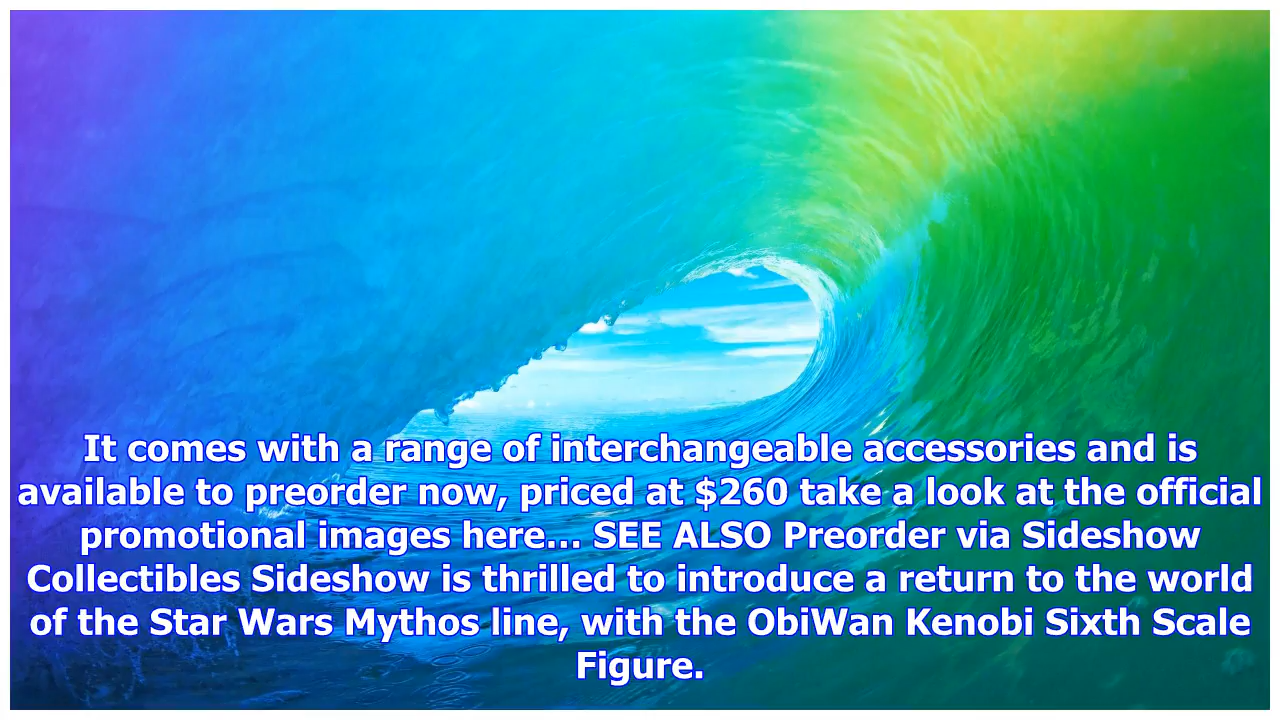 It comes with a range of interchangeable accessories and is
available to preorder now, priced at $260 take a look at the official
promotional images here... SEE ALSO Preorder via Sideshow
Collectibles Sideshow is thrilled to introduce a return to the world
of the Star Wars Mythos line, with the ObiWan Kenobi Sixth Scale
Figure.